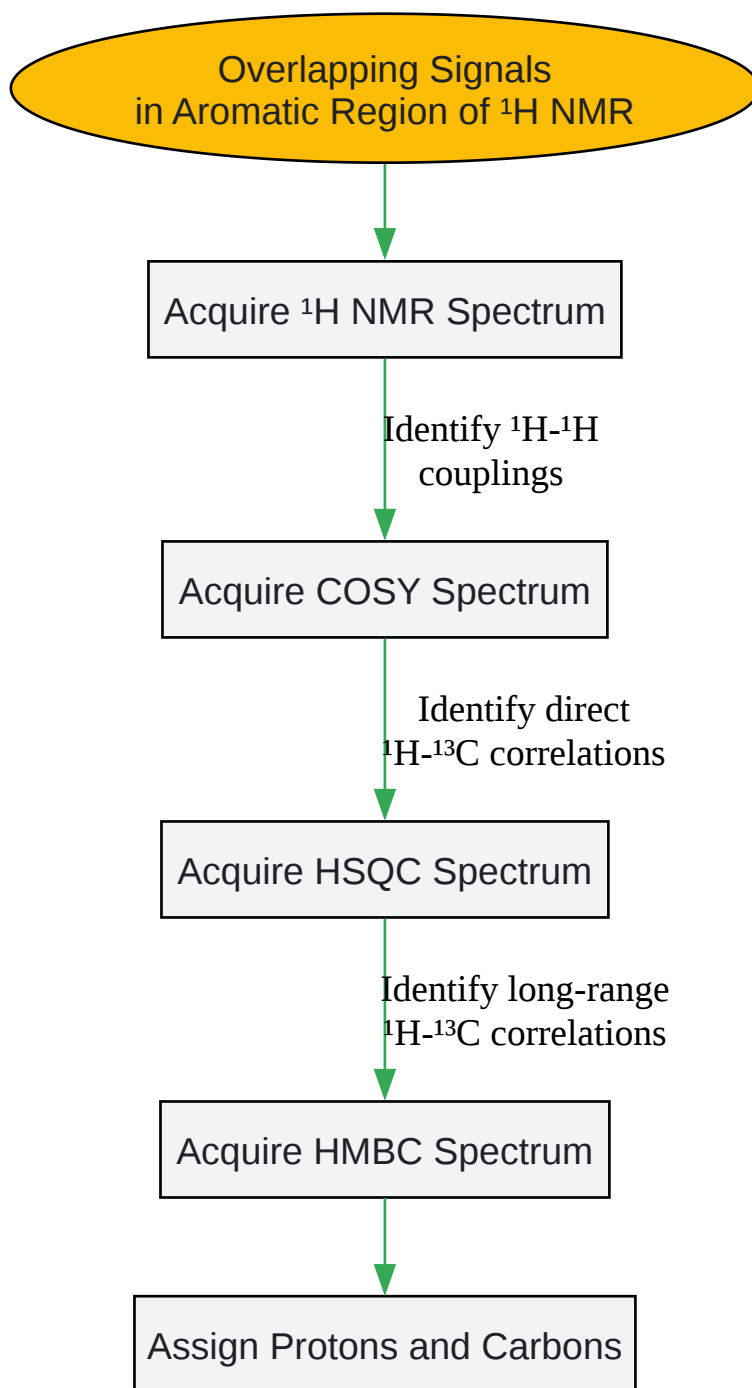 Overlapping Signals
in Aromatic Region of ¹H NMR
Acquire ¹H NMR Spectrum
Identify ¹H-¹H
couplings
Acquire COSY Spectrum
Identify direct
¹H-¹³C correlations
Acquire HSQC Spectrum
Identify long-range
¹H-¹³C correlations
Acquire HMBC Spectrum
Assign Protons and Carbons